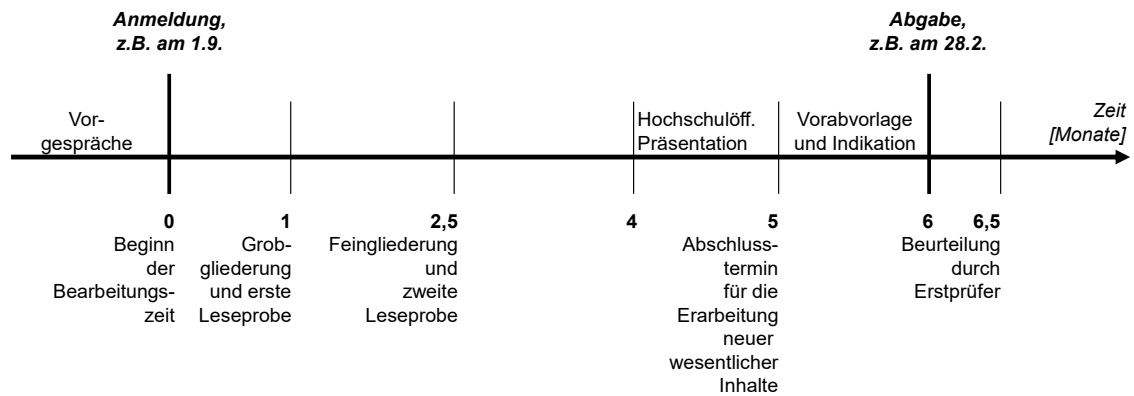 Anmeldung,
z.B. am 1.9.
Abgabe,
z.B. am 28.2.
Vor-
gespräche
Hochschulöff.
Präsentation
Vorabvorlage
und Indikation
Zeit
[Monate]
0
Beginn
der
Bearbeitungs-
zeit
1
Grob-
gliederung
und erste
Leseprobe
2,5
Feingliederung
und
zweite
Leseprobe
4
5
Abschluss-
termin
für die
Erarbeitung
neuer
wesentlicher
Inhalte
6
6,5
Beurteilung
durch
Erstprüfer